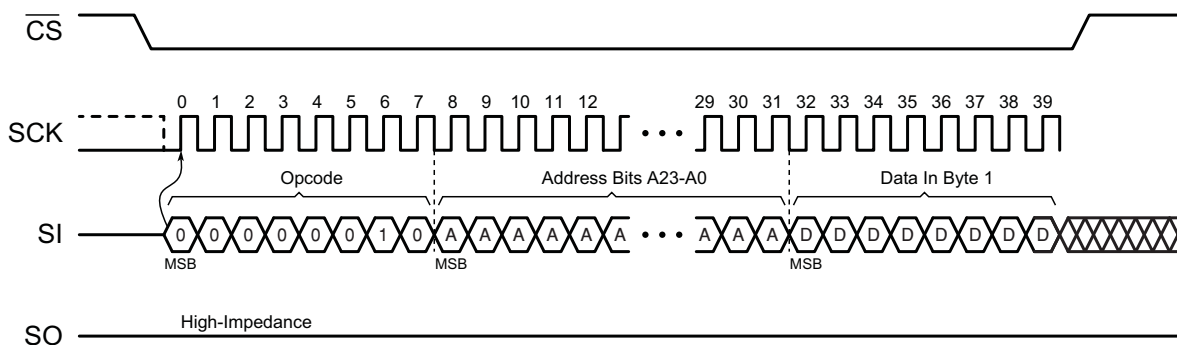 CS
0 1 2 3 4 5 6 7 8 9 10 11 12 29 30 31 32 33 34 35 36 37 38 39
SCK
Opcode Address Bits A23-A0 Data In Byte 1
SI 0 0 0 0 0 0 1 0 A A A A A A A A A D D D D D D D D
MSB MSB MSB
High-Impedance
SO